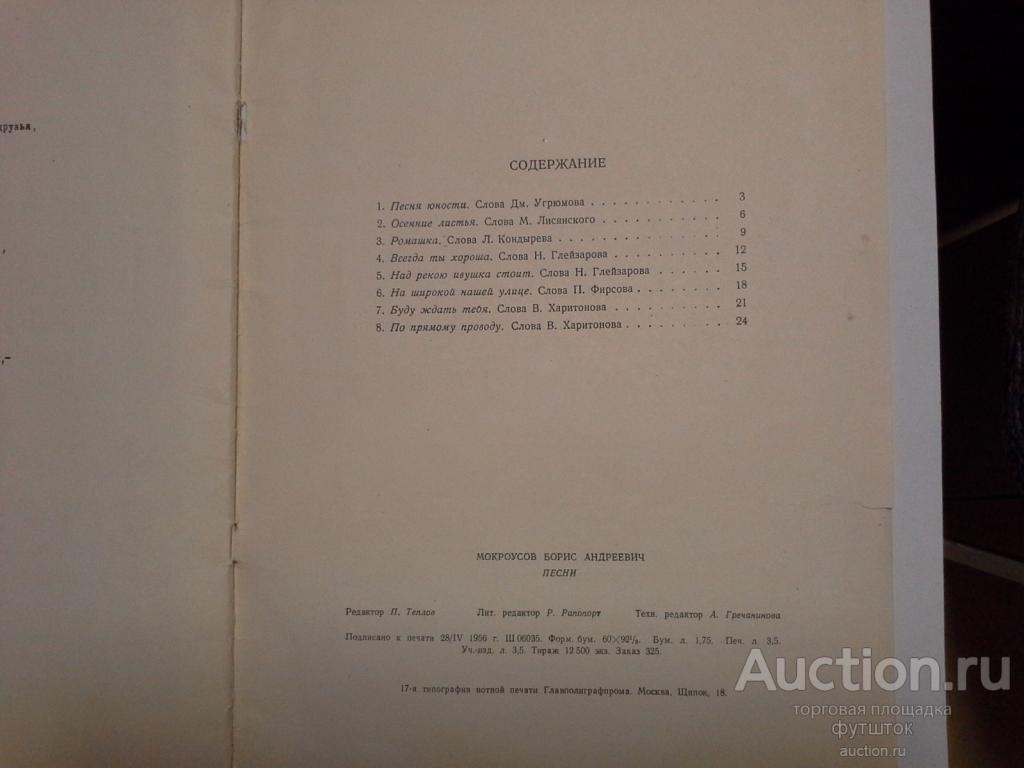 друзья,
,
,-
СОДЕРЖАНИЕ
1. Песня юности. Слова Дм. Угрюмова . . . . . . . . . . . . 3
2. Осенние листья. Слова М. Лисянского . . . . . . . . . . . 6
3. Ромашка. Слова Л. Кондырева . . . . . . . . . . . . . 9
4. Всегда ты хороша. Слова Н. Глейзарова . . . . . . . . . . 12
5. Над рекою ивушка стоит. Слова Н. Глейзарова . . . . . . . 15
6. На широкой нашей улице. Слова П. Фирсова . . . . . . . . 18
7. Буду ждать тебя. Слова В. Харитонова . . . . . . . . . . 21
8. По прямому проводу. Слова В. Харитонова . . . . . . . . . 24
МОКРОУСОВ БОРИС АНДРЕЕВИЧ
ПЕСНИ
Редактор П. Теплов Лит. редактор Р. Рапопорт Техн. редактор А. Гречанинова
Подписано к печати 28/IV 1956 г. Ш 06035. Форм. бум. 60×92¹/₈. Бум. л. 1,75. Печ. л. 3,5.
Уч.-изд. л. 3,5. Тираж 12 500 экз. Заказ 325.
17-я типография нотной печати Главполиграфпрома. Москва, Щипок, 18.
Auction.ru
торговая площадка
футшток
auction.ru